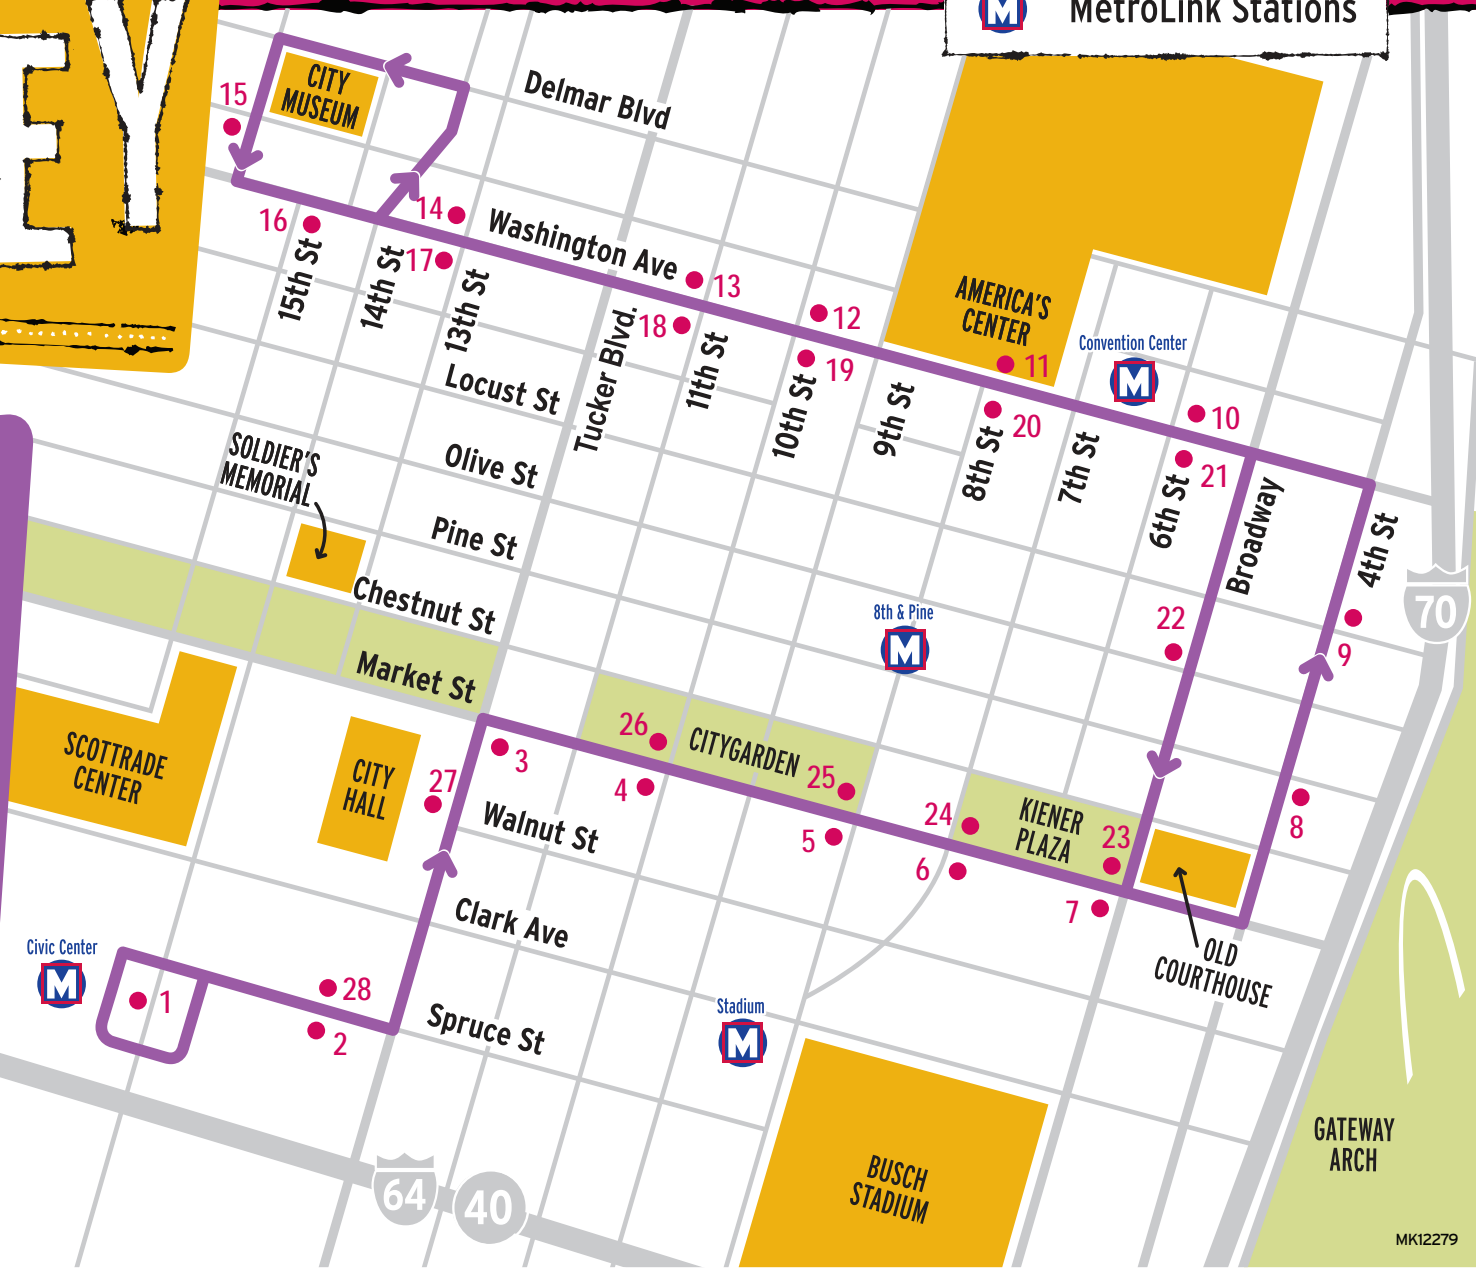 EY
MetroLink Stations
15
CITY
MUSEUM
Delmar Blvd
16
14
17
Washington Ave
13
18
12
19
AMERICA'S
CENTER
11
20
Convention Center
M
10
21
15th St
14th St
13th St
Tucker Blvd.
11th St
10th St
9th St
8th St
7th St
6th St
Broadway
4th St
Locust St
Olive St
Pine St
Chestnut St
Market St
SOLDIER'S
MEMORIAL
8th & Pine
M
22
9
70
8
SCOTTRADE
CENTER
CITY
HALL
27
3
26
4
CITYGARDEN
25
5
24
6
KIENER
PLAZA
23
7
OLD
COURTHOUSE
Walnut St
Clark Ave
Spruce St
Civic Center
M
1
28
2
Stadium
M
BUSCH
STADIUM
64
40
GATEWAY
ARCH
MK12279